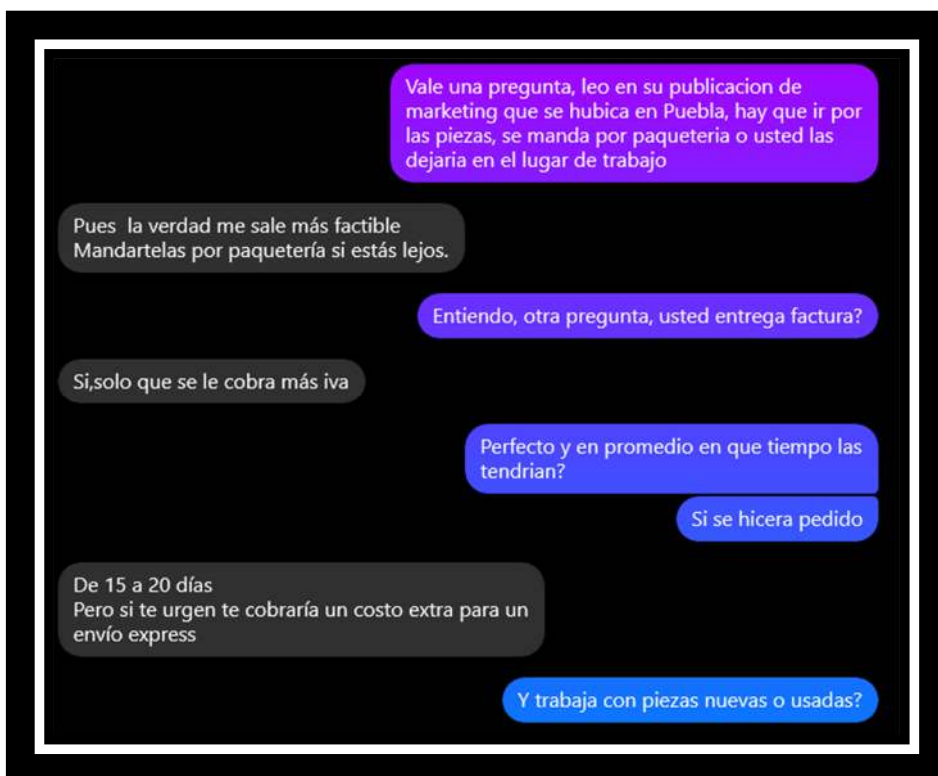 Vale una pregunta, leo en su publicacion de
marketing que se hubica en Puebla, hay que ir por
las piezas, se manda por paqueteria o usted las
dejaria en el lugar de trabajo
Pues  la verdad me sale más factible
Mandartelas por paquetería si estás lejos.
Entiendo, otra pregunta, usted entrega factura?
Si,solo que se le cobra más iva
Perfecto y en promedio en que tiempo las
tendrian?
Si se hicera pedido
De 15 a 20 días
Pero si te urgen te cobraría un costo extra para un
envío express
Y trabaja con piezas nuevas o usadas?